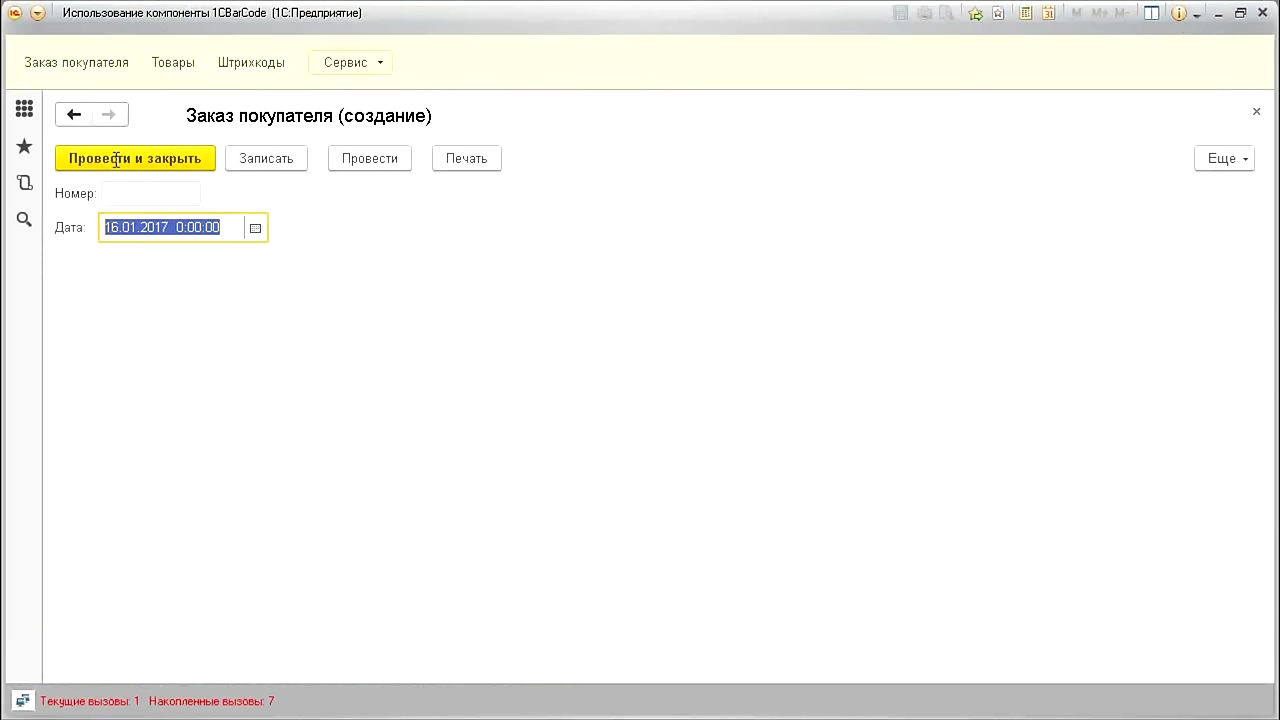 Использование компоненты 1CBarCode (1С:Предприятие)
M M+ M-
Заказ покупателя Товары Штрихкоды Сервис
Заказ покупателя (создание)
Провести и закрыть Записать Провести Печать Еще
Номер:
Дата: 16.01.2017 0:00:00
Текущие вызовы: 1 Накопленные вызовы: 7